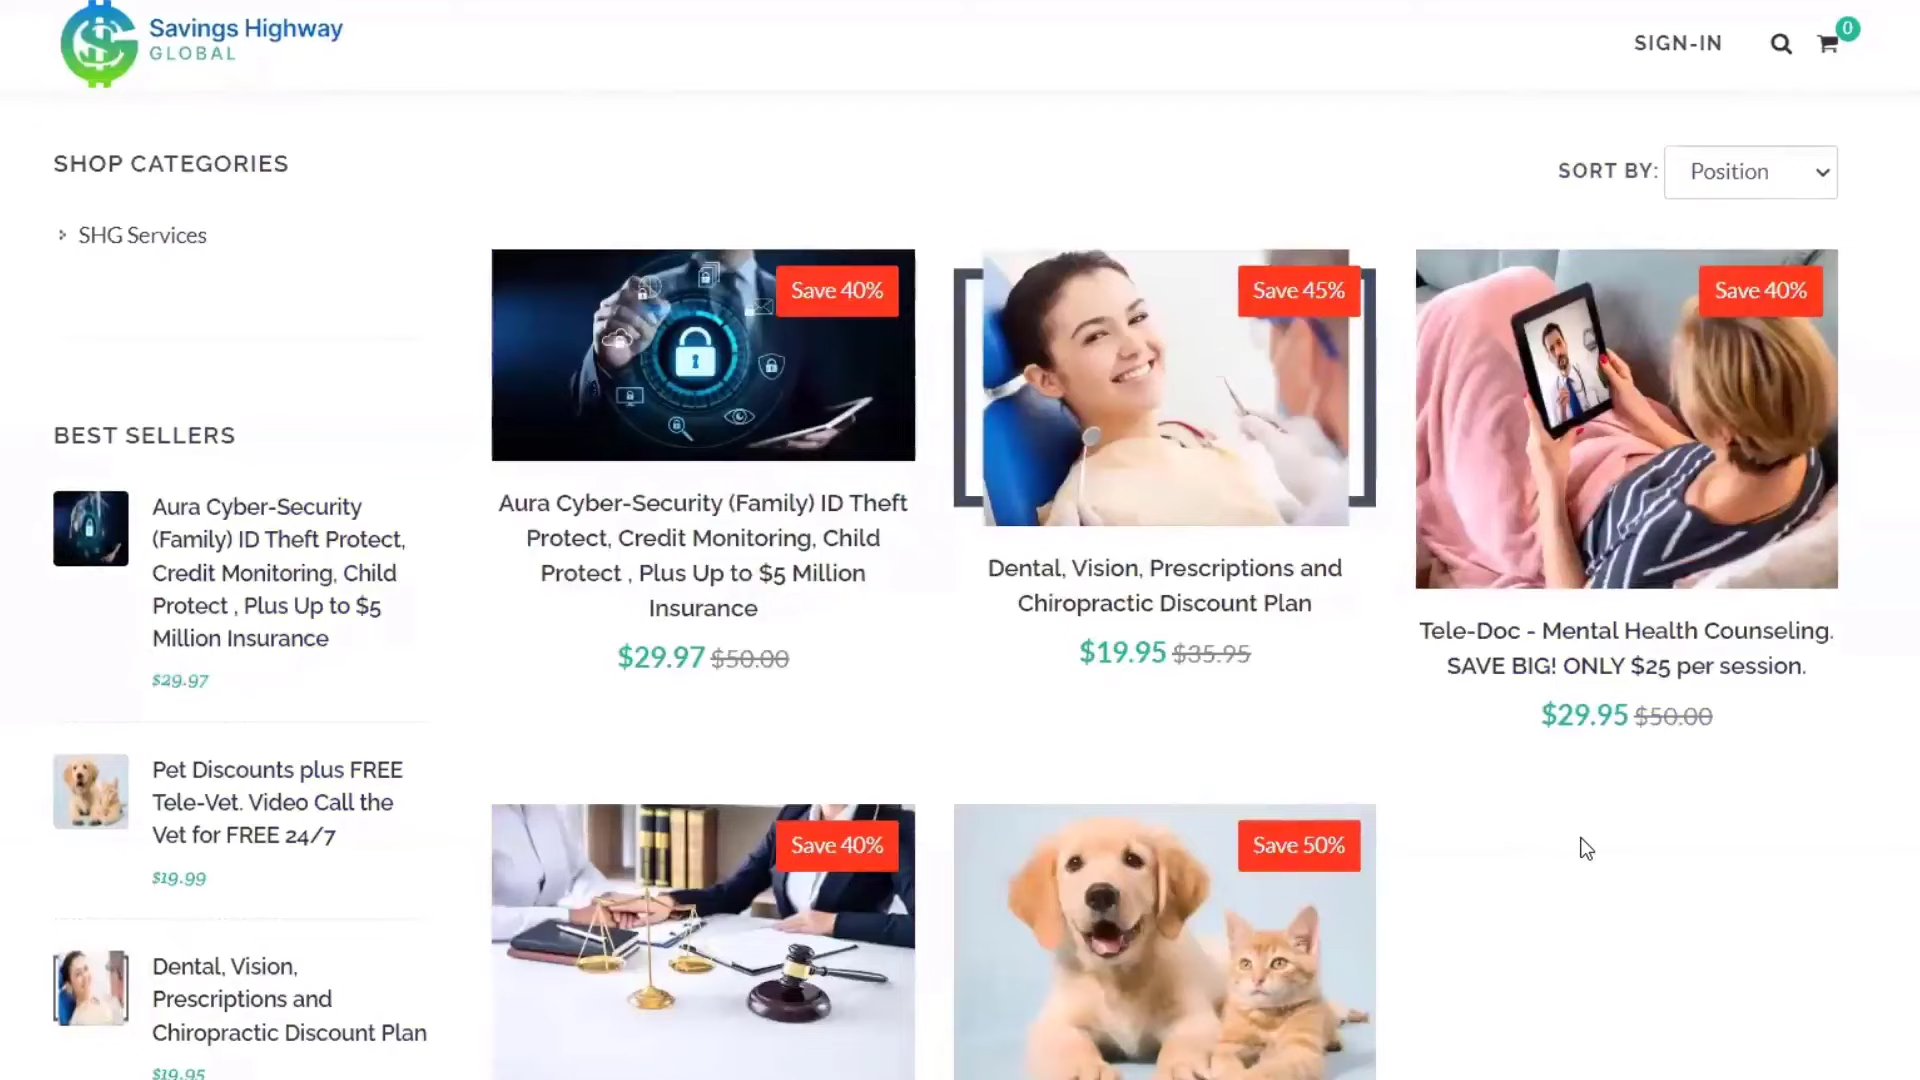 Savings Highway
GLOBAL
SIGN-IN
0
SHOP CATEGORIES
SORT BY:
Position
SHG Services
Save 40%
Save 45%
Save 40%
Aura Cyber-Security (Family) ID Theft
Protect, Credit Monitoring, Child
Protect , Plus Up to $5 Million
Insurance
$29.97 $50.00
Dental, Vision, Prescriptions and
Chiropractic Discount Plan
$19.95 $35.95
Tele-Doc - Mental Health Counseling.
SAVE BIG! ONLY $25 per session.
$29.95 $50.00
BEST SELLERS
Aura Cyber-Security
(Family) ID Theft Protect,
Credit Monitoring, Child
Protect , Plus Up to $5
Million Insurance
$29.97
Pet Discounts plus FREE
Tele-Vet. Video Call the
Vet for FREE 24/7
$19.99
Dental, Vision,
Prescriptions and
Chiropractic Discount Plan
$19.95
Save 40%
Save 50%